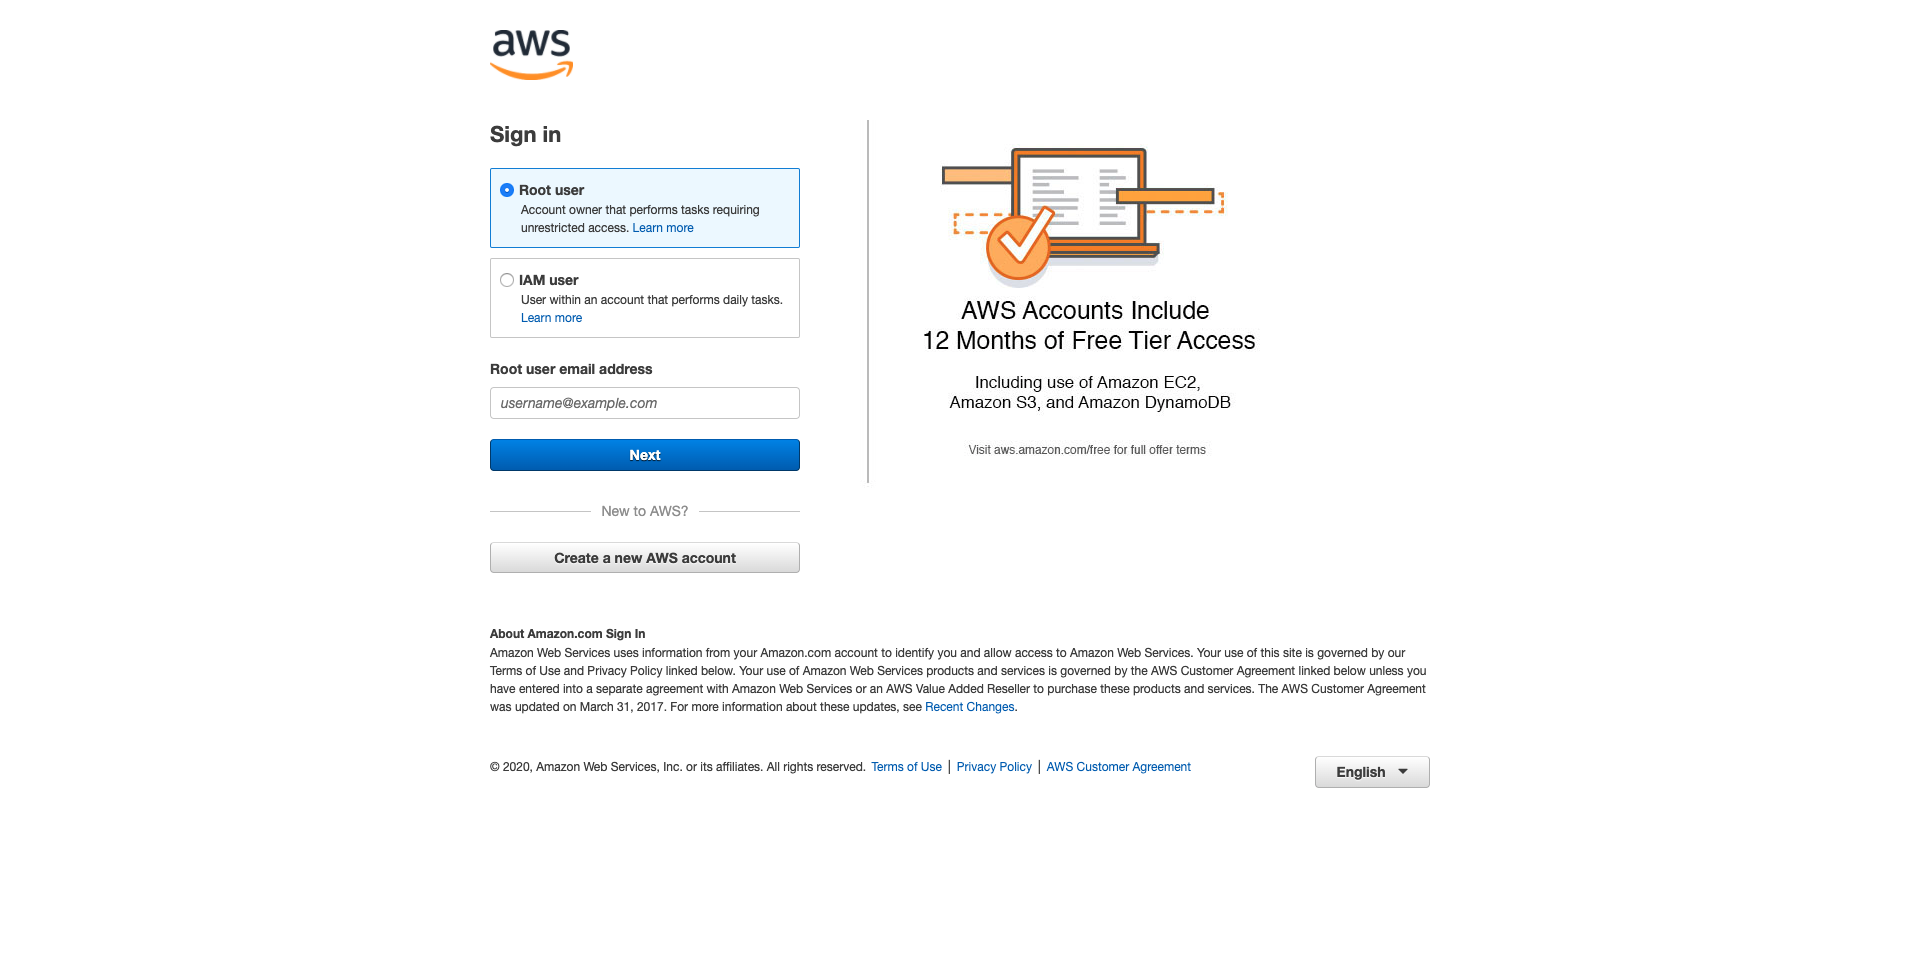 aws
Sign in
Root user
Account owner that performs tasks requiring
unrestricted access. Learn more
IAM user
User within an account that performs daily tasks.
Learn more
Root user email address
username@example.com
Next
New to AWS?
Create a new AWS account
AWS Accounts Include
12 Months of Free Tier Access
Including use of Amazon EC2,
Amazon S3, and Amazon DynamoDB
Visit aws.amazon.com/free for full offer terms
About Amazon.com Sign In
Amazon Web Services uses information from your Amazon.com account to identify you and allow access to Amazon Web Services. Your use of this site is governed by our
Terms of Use and Privacy Policy linked below. Your use of Amazon Web Services products and services is governed by the AWS Customer Agreement linked below unless you
have entered into a separate agreement with Amazon Web Services or an AWS Value Added Reseller to purchase these products and services. The AWS Customer Agreement
was updated on March 31, 2017. For more information about these updates, see Recent Changes.
© 2020, Amazon Web Services, Inc. or its affiliates. All rights reserved. Terms of Use | Privacy Policy | AWS Customer Agreement
English